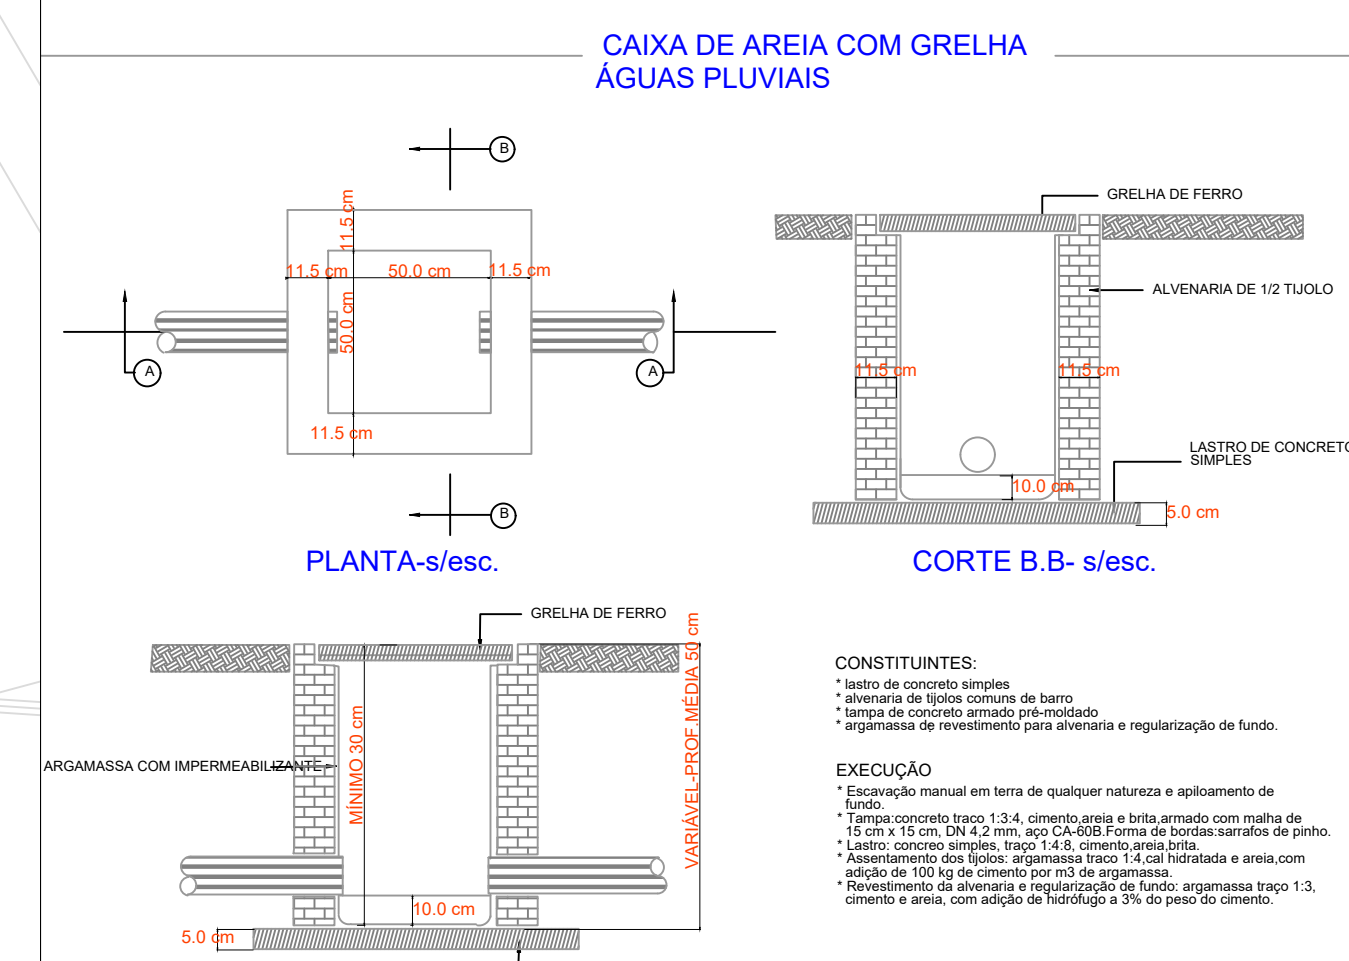 CAIXA DE AREIA COM GRELHA
ÁGUAS PLUVIAIS
B
11.5 cm
11.5 cm
50.0 cm
11.5 cm
50.0 cm
A
A
11.5 cm
B
PLANTA-s/esc.
GRELHA DE FERRO
ALVENARIA DE 1/2 TIJOLO
11.5 cm
11.5 cm
LASTRO DE CONCRETO
SIMPLES
10.0 cm
5.0 cm
CORTE B.B- s/esc.
GRELHA DE FERRO
MÍNIMO 30 cm
VARIÁVEL-PROF.MÉDIA 50 cm
ARGAMASSA COM IMPERMEABILIZANTE
10.0 cm
5.0 cm
CONSTITUINTES:
* lastro de concreto simples
* alvenaria de tijolos comuns de barro
* tampa de concreto armado pré-moldado
* argamassa de revestimento para alvenaria e regularização de fundo.
EXECUÇÃO
* Escavação manual em terra de qualquer natureza e apiloamento de
fundo.
* Tampa:concreto traco 1:3:4, cimento,areia e brita,armado com malha de
15 cm x 15 cm, DN 4,2 mm, aço CA-60B.Forma de bordas:sarrafos de pinho.
* Lastro: concreo simples, traço 1:4:8, cimento,areia,brita.
* Assentamento dos tijolos: argamassa traco 1:4,cal hidratada e areia,com
adição de 100 kg de cimento por m3 de argamassa.
* Revestimento da alvenaria e regularização de fundo: argamassa traço 1:3,
cimento e areia, com adição de hidrófugo a 3% do peso do cimento.